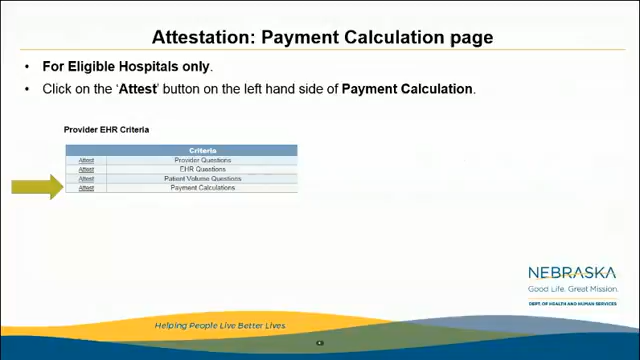 Attestation: Payment Calculation page
• For Eligible Hospitals only.
• Click on the ‘Attest’ button on the left hand side of Payment Calculation.
Provider EHR Criteria
Criteria
Attest Provider Questions
Attest EHR Questions
Attest Patient Volume Questions
Attest Payment Calculations
NEBRASKA
Good Life. Great Mission.
DEPT. OF HEALTH AND HUMAN SERVICES
Helping People Live Better Lives